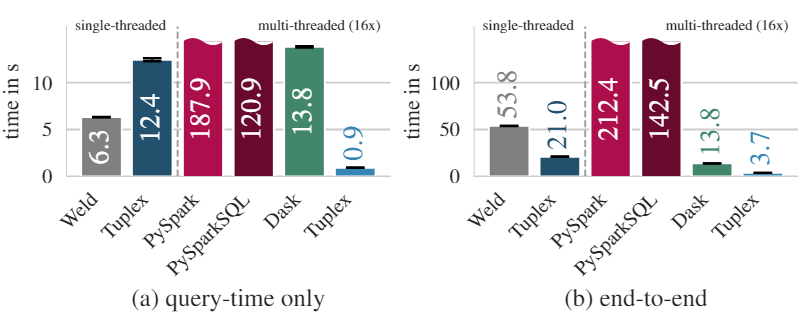 single-threaded
multi-threaded (16x)
time in s
10
5
0
6.3
12.4
187.9
120.9
13.8
0.9
Weld
Tuplex
PySpark
PySparkSQL
Dask
Tuplex
(a) query-time only
single-threaded
multi-threaded (16x)
time in s
100
50
0
53.8
21.0
212.4
142.5
13.8
3.7
Weld
Tuplex
PySpark
PySparkSQL
Dask
Tuplex
(b) end-to-end